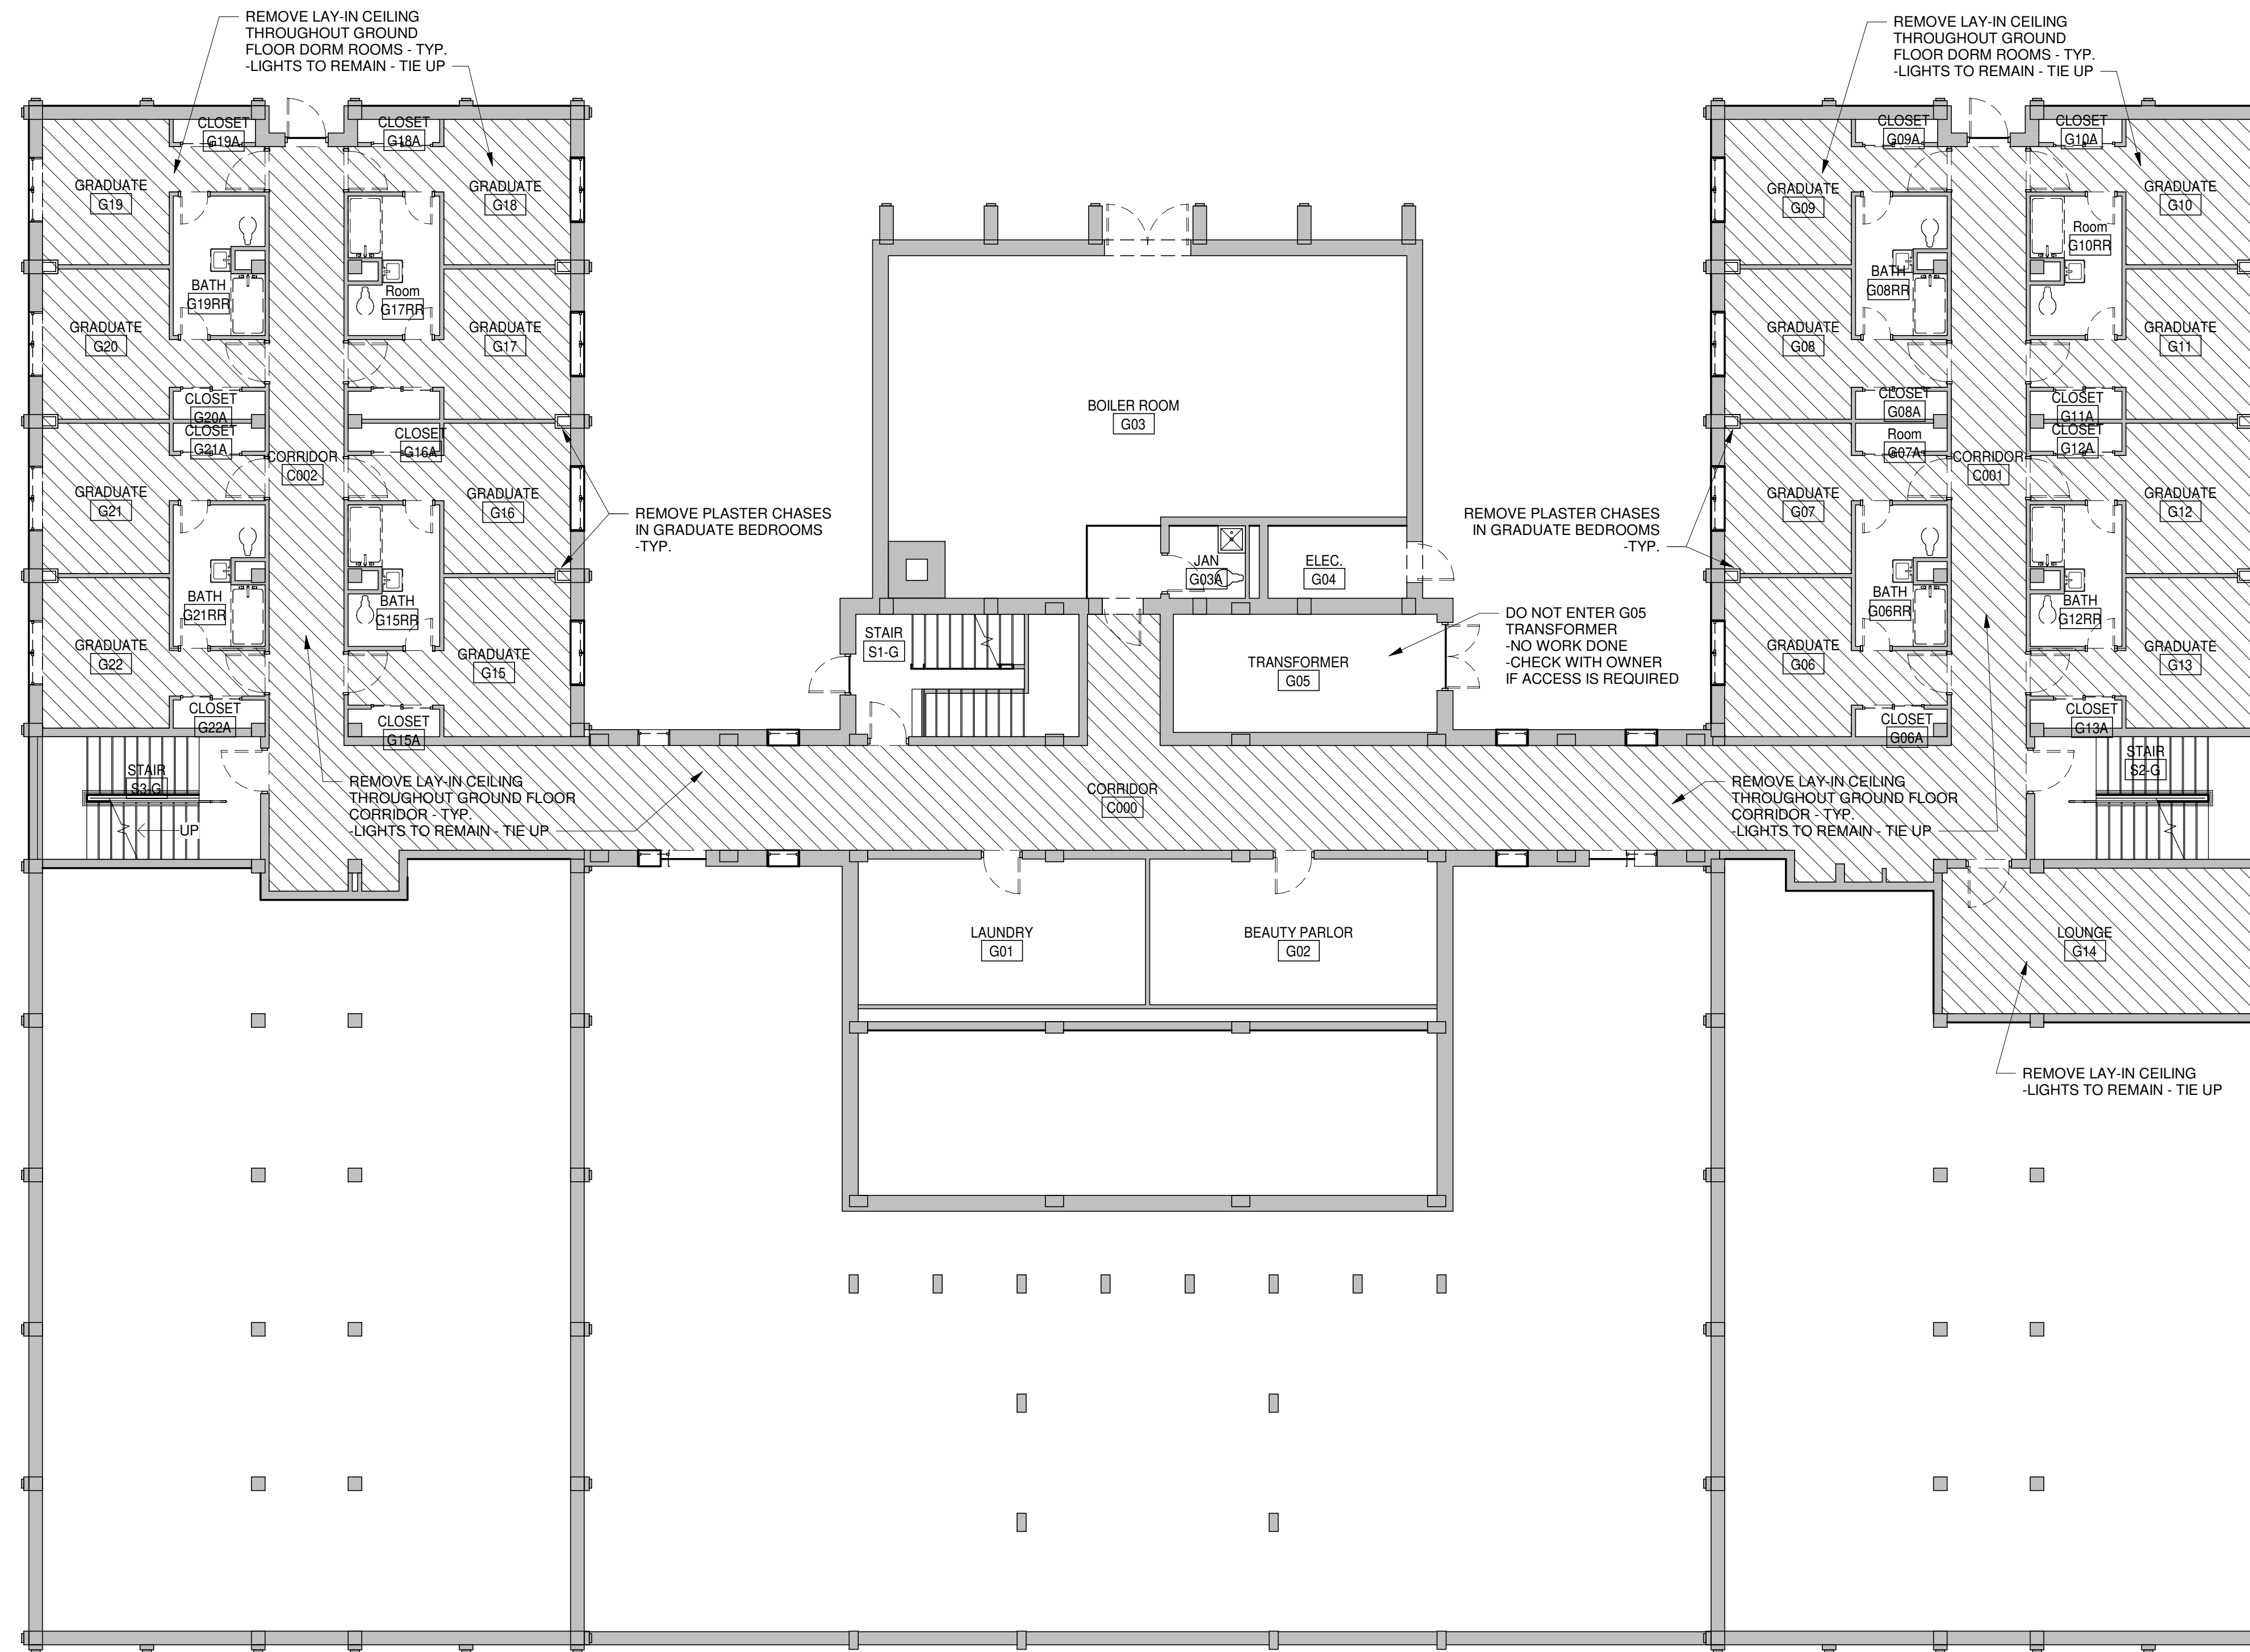 REMOVE LAY-IN CEILING
THROUGHOUT GROUND
FLOOR DORM ROOMS - TYP.
-LIGHTS TO REMAIN - TIE UP
REMOVE LAY-IN CEILING
THROUGHOUT GROUND
FLOOR DORM ROOMS - TYP.
-LIGHTS TO REMAIN - TIE UP
CLOSET
G19A
CLOSET
G18A
GRADUATE
G19
GRADUATE
G18
BATH
G19RR
Room
G17RR
GRADUATE
G20
GRADUATE
G17
CLOSET
G20A
CLOSET
G21A
CLOSET
G16A
CORRIDOR
C002
GRADUATE
G21
GRADUATE
G16
BATH
G21RR
BATH
G15RR
GRADUATE
G22
GRADUATE
G15
CLOSET
G22A
CLOSET
G15A
STAIR
S3-G
UP
REMOVE PLASTER CHASES
IN GRADUATE BEDROOMS
-TYP.
REMOVE LAY-IN CEILING
THROUGHOUT GROUND FLOOR
CORRIDOR - TYP.
-LIGHTS TO REMAIN - TIE UP
BOILER ROOM
G03
JAN
G03A
ELEC.
G04
STAIR
S1-G
TRANSFORMER
G05
DO NOT ENTER G05
TRANSFORMER
-NO WORK DONE
-CHECK WITH OWNER
IF ACCESS IS REQUIRED
CORRIDOR
C000
LAUNDRY
G01
BEAUTY PARLOR
G02
REMOVE PLASTER CHASES
IN GRADUATE BEDROOMS
-TYP.
CLOSET
G09A
CLOSET
G10A
GRADUATE
G09
GRADUATE
G10
Room
G10RR
BATH
G08RR
GRADUATE
G08
GRADUATE
G11
CLOSET
G08A
CLOSET
G11A
Room
G07A
CLOSET
G12A
CORRIDOR
C001
GRADUATE
G07
GRADUATE
G12
BATH
G06RR
BATH
G12RR
GRADUATE
G06
GRADUATE
G13
CLOSET
G06A
CLOSET
G13A
STAIR
S2-G
REMOVE LAY-IN CEILING
THROUGHOUT GROUND FLOOR
CORRIDOR - TYP.
-LIGHTS TO REMAIN - TIE UP
LOUNGE
G14
REMOVE LAY-IN CEILING
-LIGHTS TO REMAIN - TIE UP